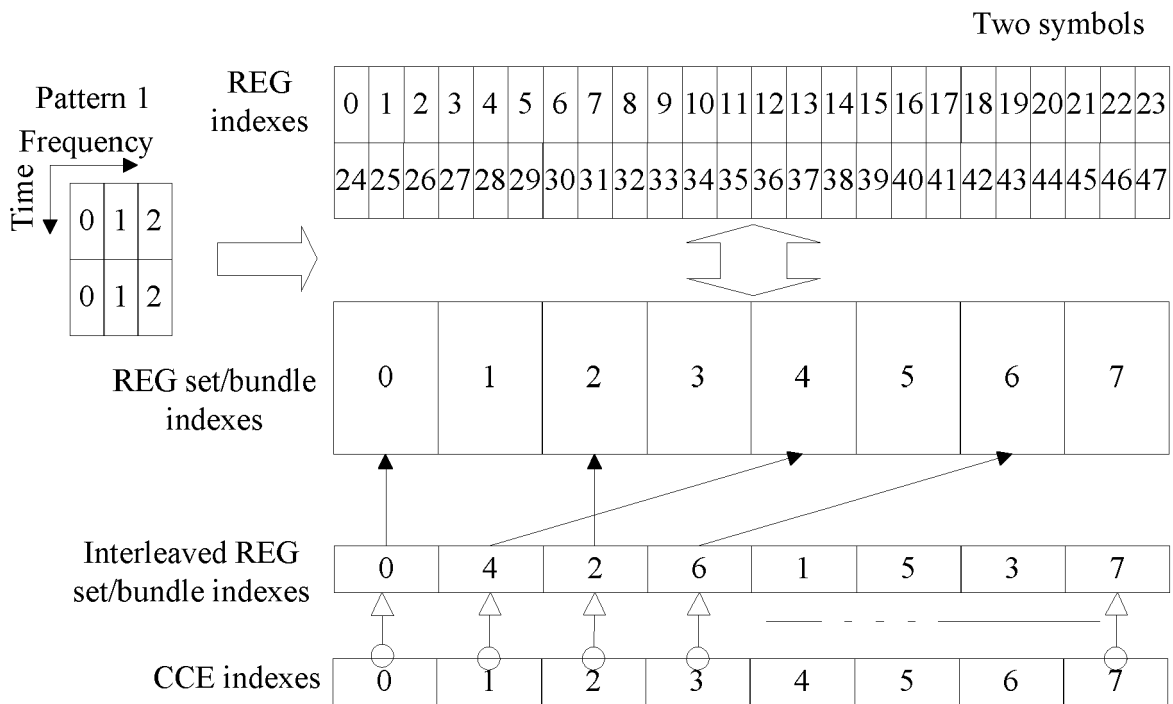 Two symbols
REG
indexes
0 1 2 3 4 5 6 7 8 9 10 11 12 13 14 15 16 17 18 19 20 21 22 23
24 25 26 27 28 29 30 31 32 33 34 35 36 37 38 39 40 41 42 43 44 45 46 47
Pattern 1
Frequency
Time
0 1 2
0 1 2
REG set/bundle
indexes
0 1 2 3 4 5 6 7
Interleaved REG
set/bundle indexes
0 4 2 6 1 5 3 7
CCE indexes
0 1 2 3 4 5 6 7